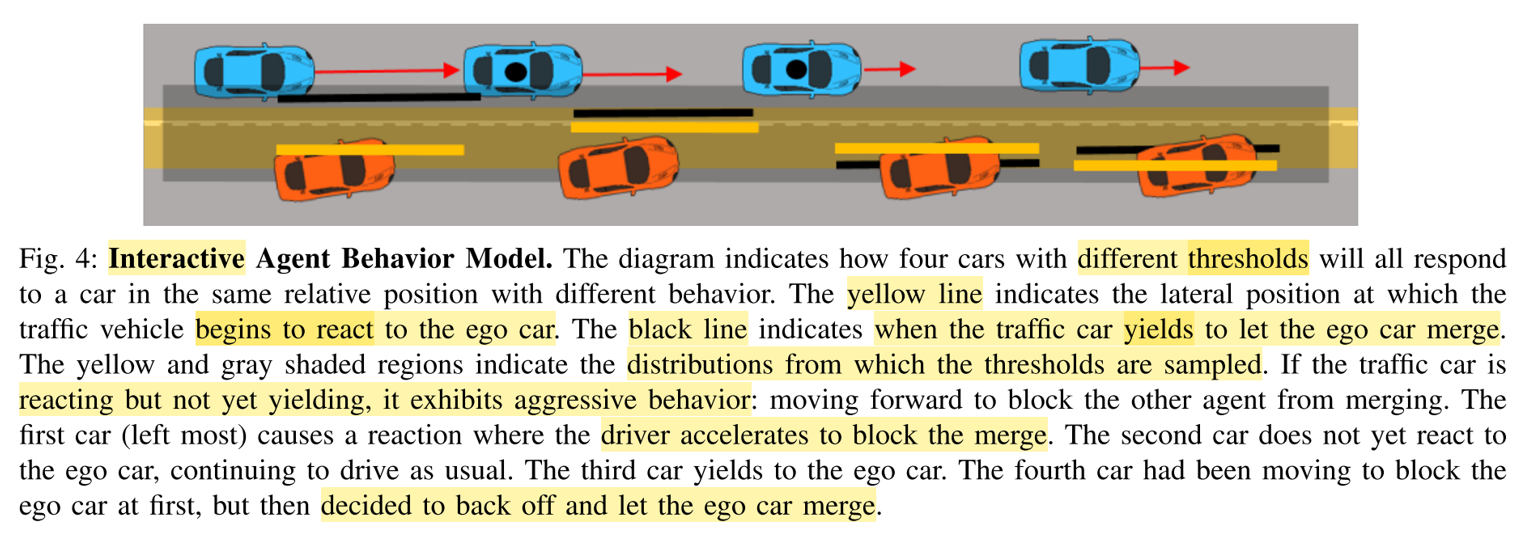 Fig. 4: Interactive Agent Behavior Model. The diagram indicates how four cars with different thresholds will all respond
to a car in the same relative position with different behavior. The yellow line indicates the lateral position at which the
traffic vehicle begins to react to the ego car. The black line indicates when the traffic car yields to let the ego car merge.
The yellow and gray shaded regions indicate the distributions from which the thresholds are sampled. If the traffic car is
reacting but not yet yielding, it exhibits aggressive behavior: moving forward to block the other agent from merging. The
first car (left most) causes a reaction where the driver accelerates to block the merge. The second car does not yet react to
the ego car, continuing to drive as usual. The third car yields to the ego car. The fourth car had been moving to block the
ego car at first, but then decided to back off and let the ego car merge.